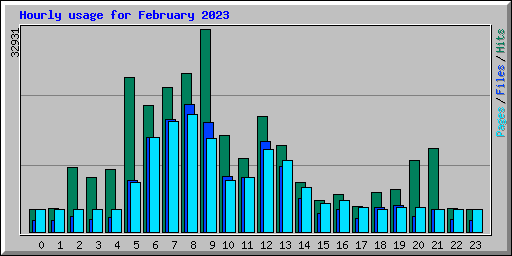 Hourly usage for February 2023
32931
Pages / Files / Hits
0 1 2 3 4 5 6 7 8 9 10 11 12 13 14 15 16 17 18 19 20 21 22 23